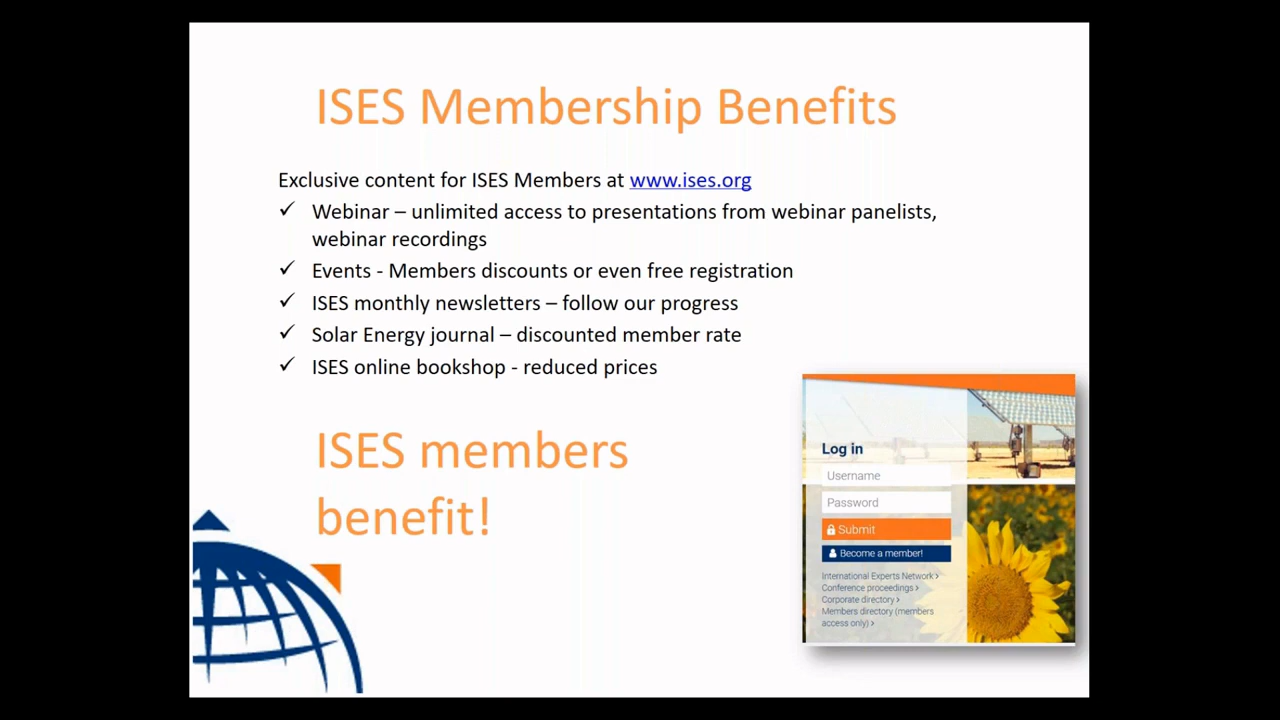 ISES Membership Benefits
Exclusive content for ISES Members at www.ises.org
✓ Webinar – unlimited access to presentations from webinar panelists,
webinar recordings
✓ Events - Members discounts or even free registration
✓ ISES monthly newsletters – follow our progress
✓ Solar Energy journal – discounted member rate
✓ ISES online bookshop - reduced prices
ISES members
benefit!
Log in
Username
Password
Submit
Become a member!
International Experts Network ›
Conference proceedings ›
Corporate directory ›
Members directory (members
access only) ›